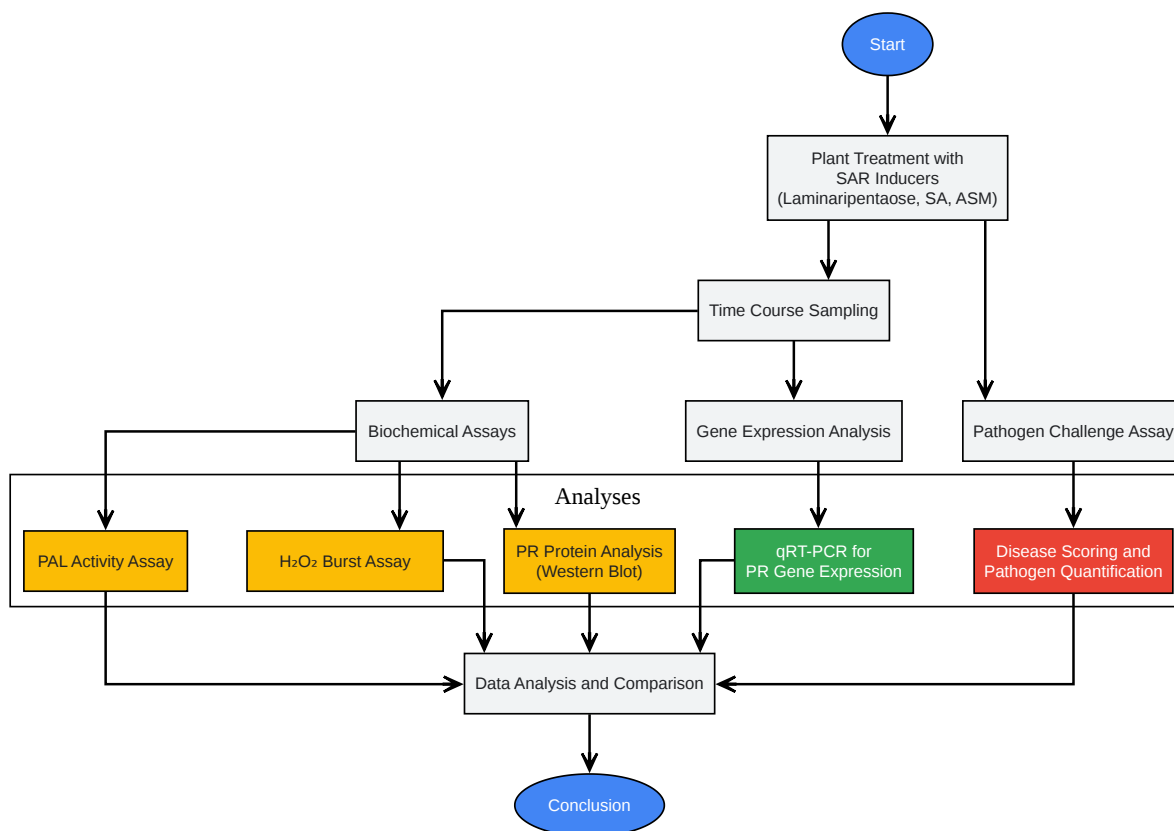 Start
Plant Treatment with
SAR Inducers
(Laminaripentaose, SA, ASM)
Time Course Sampling
Biochemical Assays
Gene Expression Analysis
Pathogen Challenge Assay
Analyses
PAL Activity Assay
H₂O₂ Burst Assay
PR Protein Analysis
(Western Blot)
qRT-PCR for
PR Gene Expression
Disease Scoring and
Pathogen Quantification
Data Analysis and Comparison
Conclusion